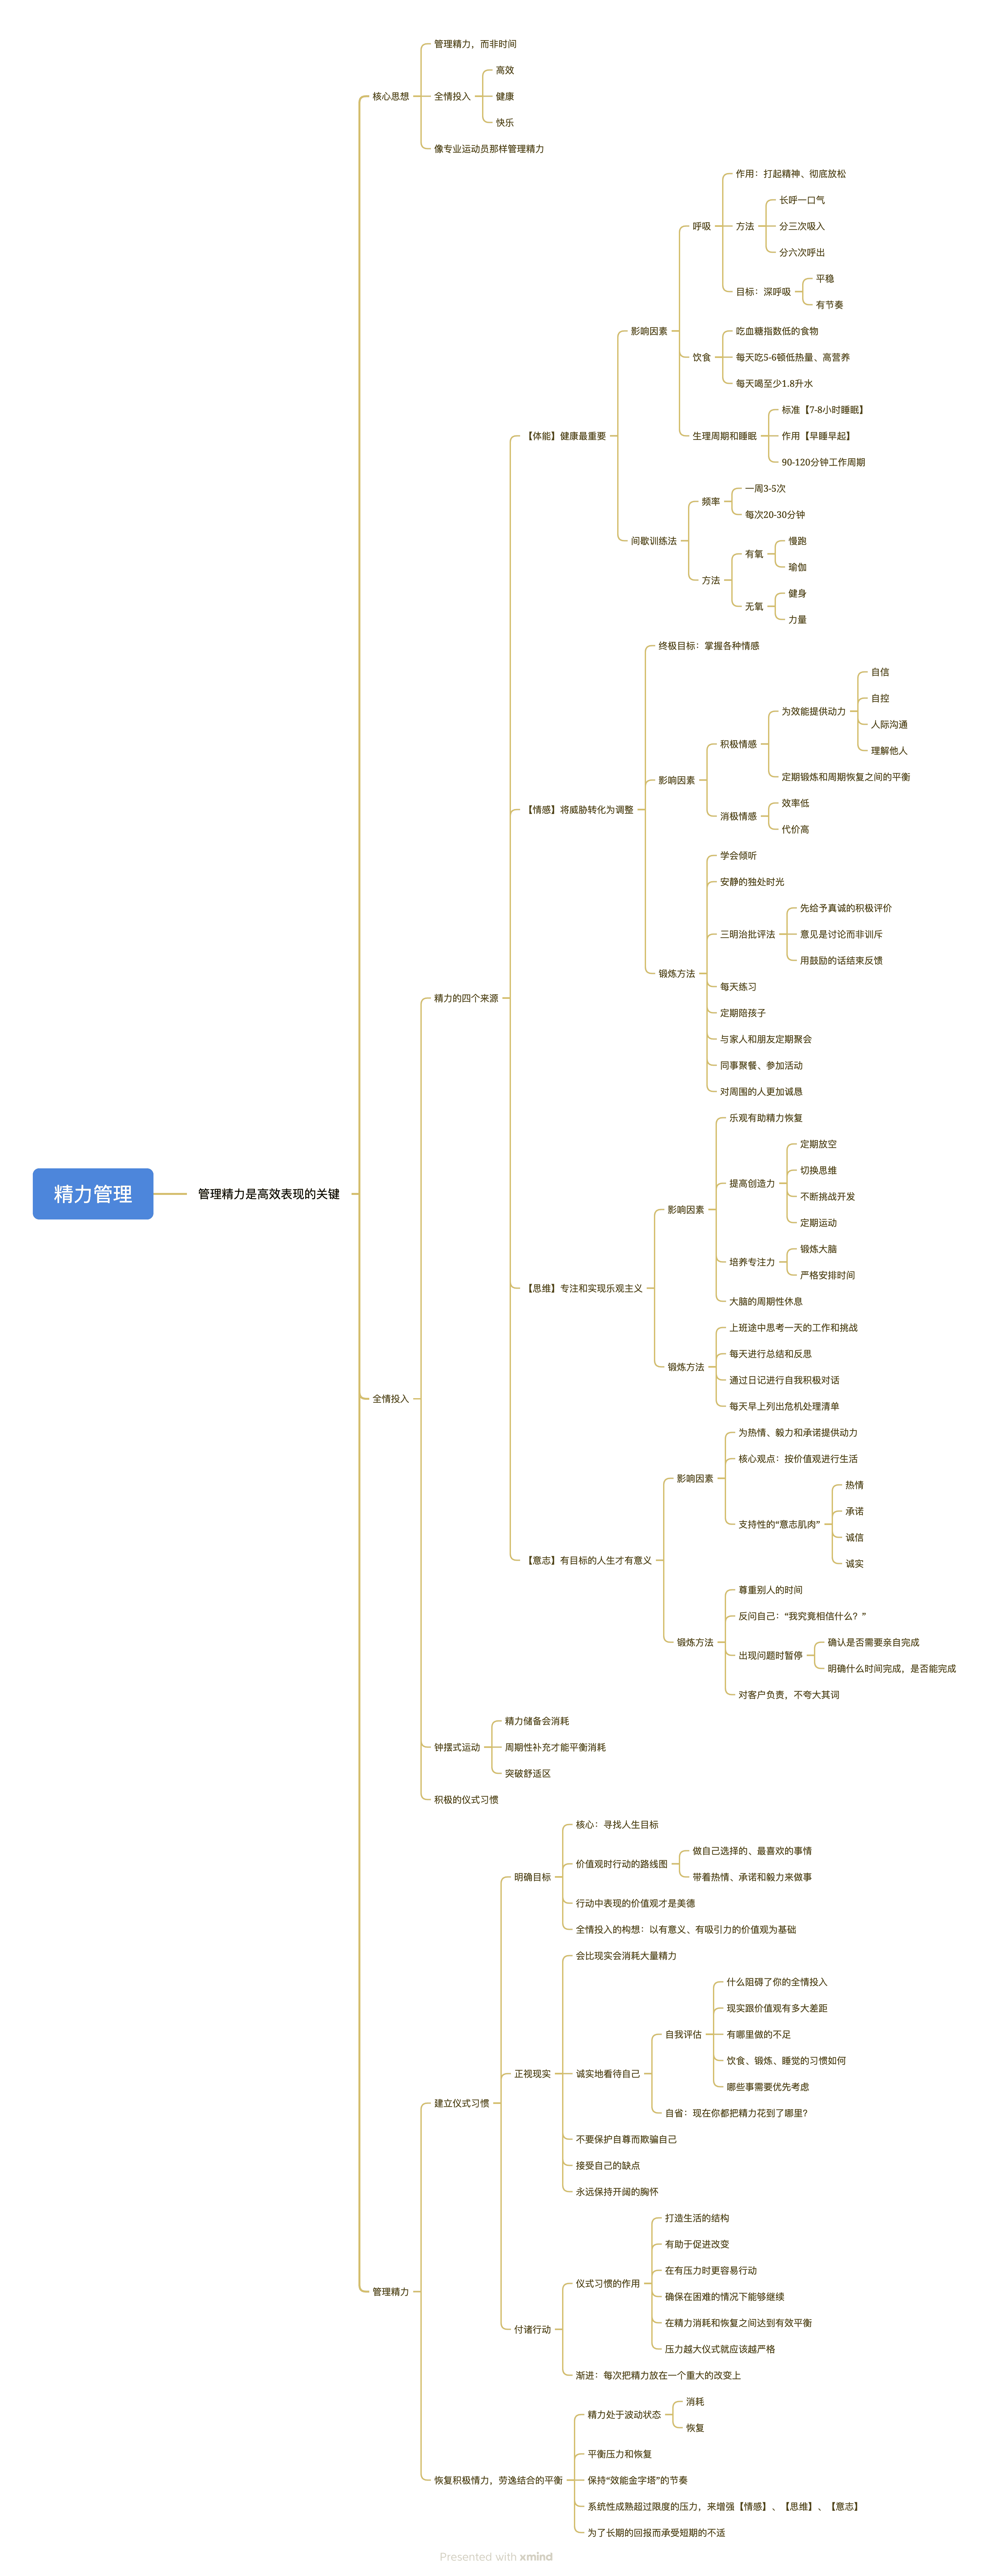 精力管理
管理精力是高效表现的关键
核心思想
管理精力，而非时间
全情投入
高效
健康
快乐
像专业运动员那样管理精力
全情投入
精力的四个来源
【体能】健康最重要
影响因素
呼吸
作用：打起精神、彻底放松
方法
长呼一口气
分三次吸入
分六次呼出
目标：深呼吸
平稳
有节奏
饮食
吃血糖指数低的食物
每天吃5-6顿低热量、高营养
每天喝至少1.8升水
生理周期和睡眠
标准【7-8小时睡眠】
作用【早睡早起】
90-120分钟工作周期
间歇训练法
频率
一周3-5次
每次20-30分钟
方法
有氧
慢跑
瑜伽
无氧
健身
力量
【情感】将威胁转化为调整
终极目标：掌握各种情感
影响因素
积极情感
为效能提供动力
自信
自控
人际沟通
理解他人
定期锻炼和周期恢复之间的平衡
消极情感
效率低
代价高
锻炼方法
学会倾听
安静的独处时光
三明治批评法
先给予真诚的积极评价
意见是讨论而非训斥
用鼓励的话结束反馈
每天练习
定期陪孩子
与家人和朋友定期聚会
同事聚餐、参加活动
对周围的人更加诚恳
【思维】专注和实现乐观主义
影响因素
乐观有助精力恢复
提高创造力
定期放空
切换思维
不断挑战开发
定期运动
培养专注力
锻炼大脑
严格安排时间
大脑的周期性休息
锻炼方法
上班途中思考一天的工作和挑战
每天进行总结和反思
通过日记进行自我积极对话
每天早上列出危机处理清单
【意志】有目标的人生才有意义
影响因素
为热情、毅力和承诺提供动力
核心观点：按价值观进行生活
支持性的“意志肌肉”
热情
承诺
诚信
诚实
锻炼方法
尊重别人的时间
反问自己：“我究竟相信什么？”
出现问题时暂停
确认是否需要亲自完成
明确什么时间完成，是否能完成
对客户负责，不夸大其词
钟摆式运动
精力储备会消耗
周期性补充才能平衡消耗
突破舒适区
积极的仪式习惯
管理精力
建立仪式习惯
明确目标
核心：寻找人生目标
价值观时行动的路线图
做自己选择的、最喜欢的事情
带着热情、承诺和毅力来做事
行动中表现的价值观才是美德
全情投入的构想：以有意义、有吸引力的价值观为基础
正视现实
会比现实会消耗大量精力
诚实地看待自己
自我评估
什么阻碍了你的全情投入
现实跟价值观有多大差距
有哪里做的不足
饮食、锻炼、睡觉的习惯如何
哪些事需要优先考虑
自省：现在你都把精力花到了哪里？
不要保护自尊而欺骗自己
接受自己的缺点
永远保持开阔的胸怀
付诸行动
仪式习惯的作用
打造生活的结构
有助于促进改变
在有压力时更容易行动
确保在困难的情况下能够继续
在精力消耗和恢复之间达到有效平衡
压力越大仪式就应该越严格
渐进：每次把精力放在一个重大的改变上
恢复积极情力，劳逸结合的平衡
精力处于波动状态
消耗
恢复
平衡压力和恢复
保持“效能金字塔”的节奏
系统性成熟超过限度的压力，来增强【情感】、【思维】、【意志】
为了长期的回报而承受短期的不适
Presented with xmind